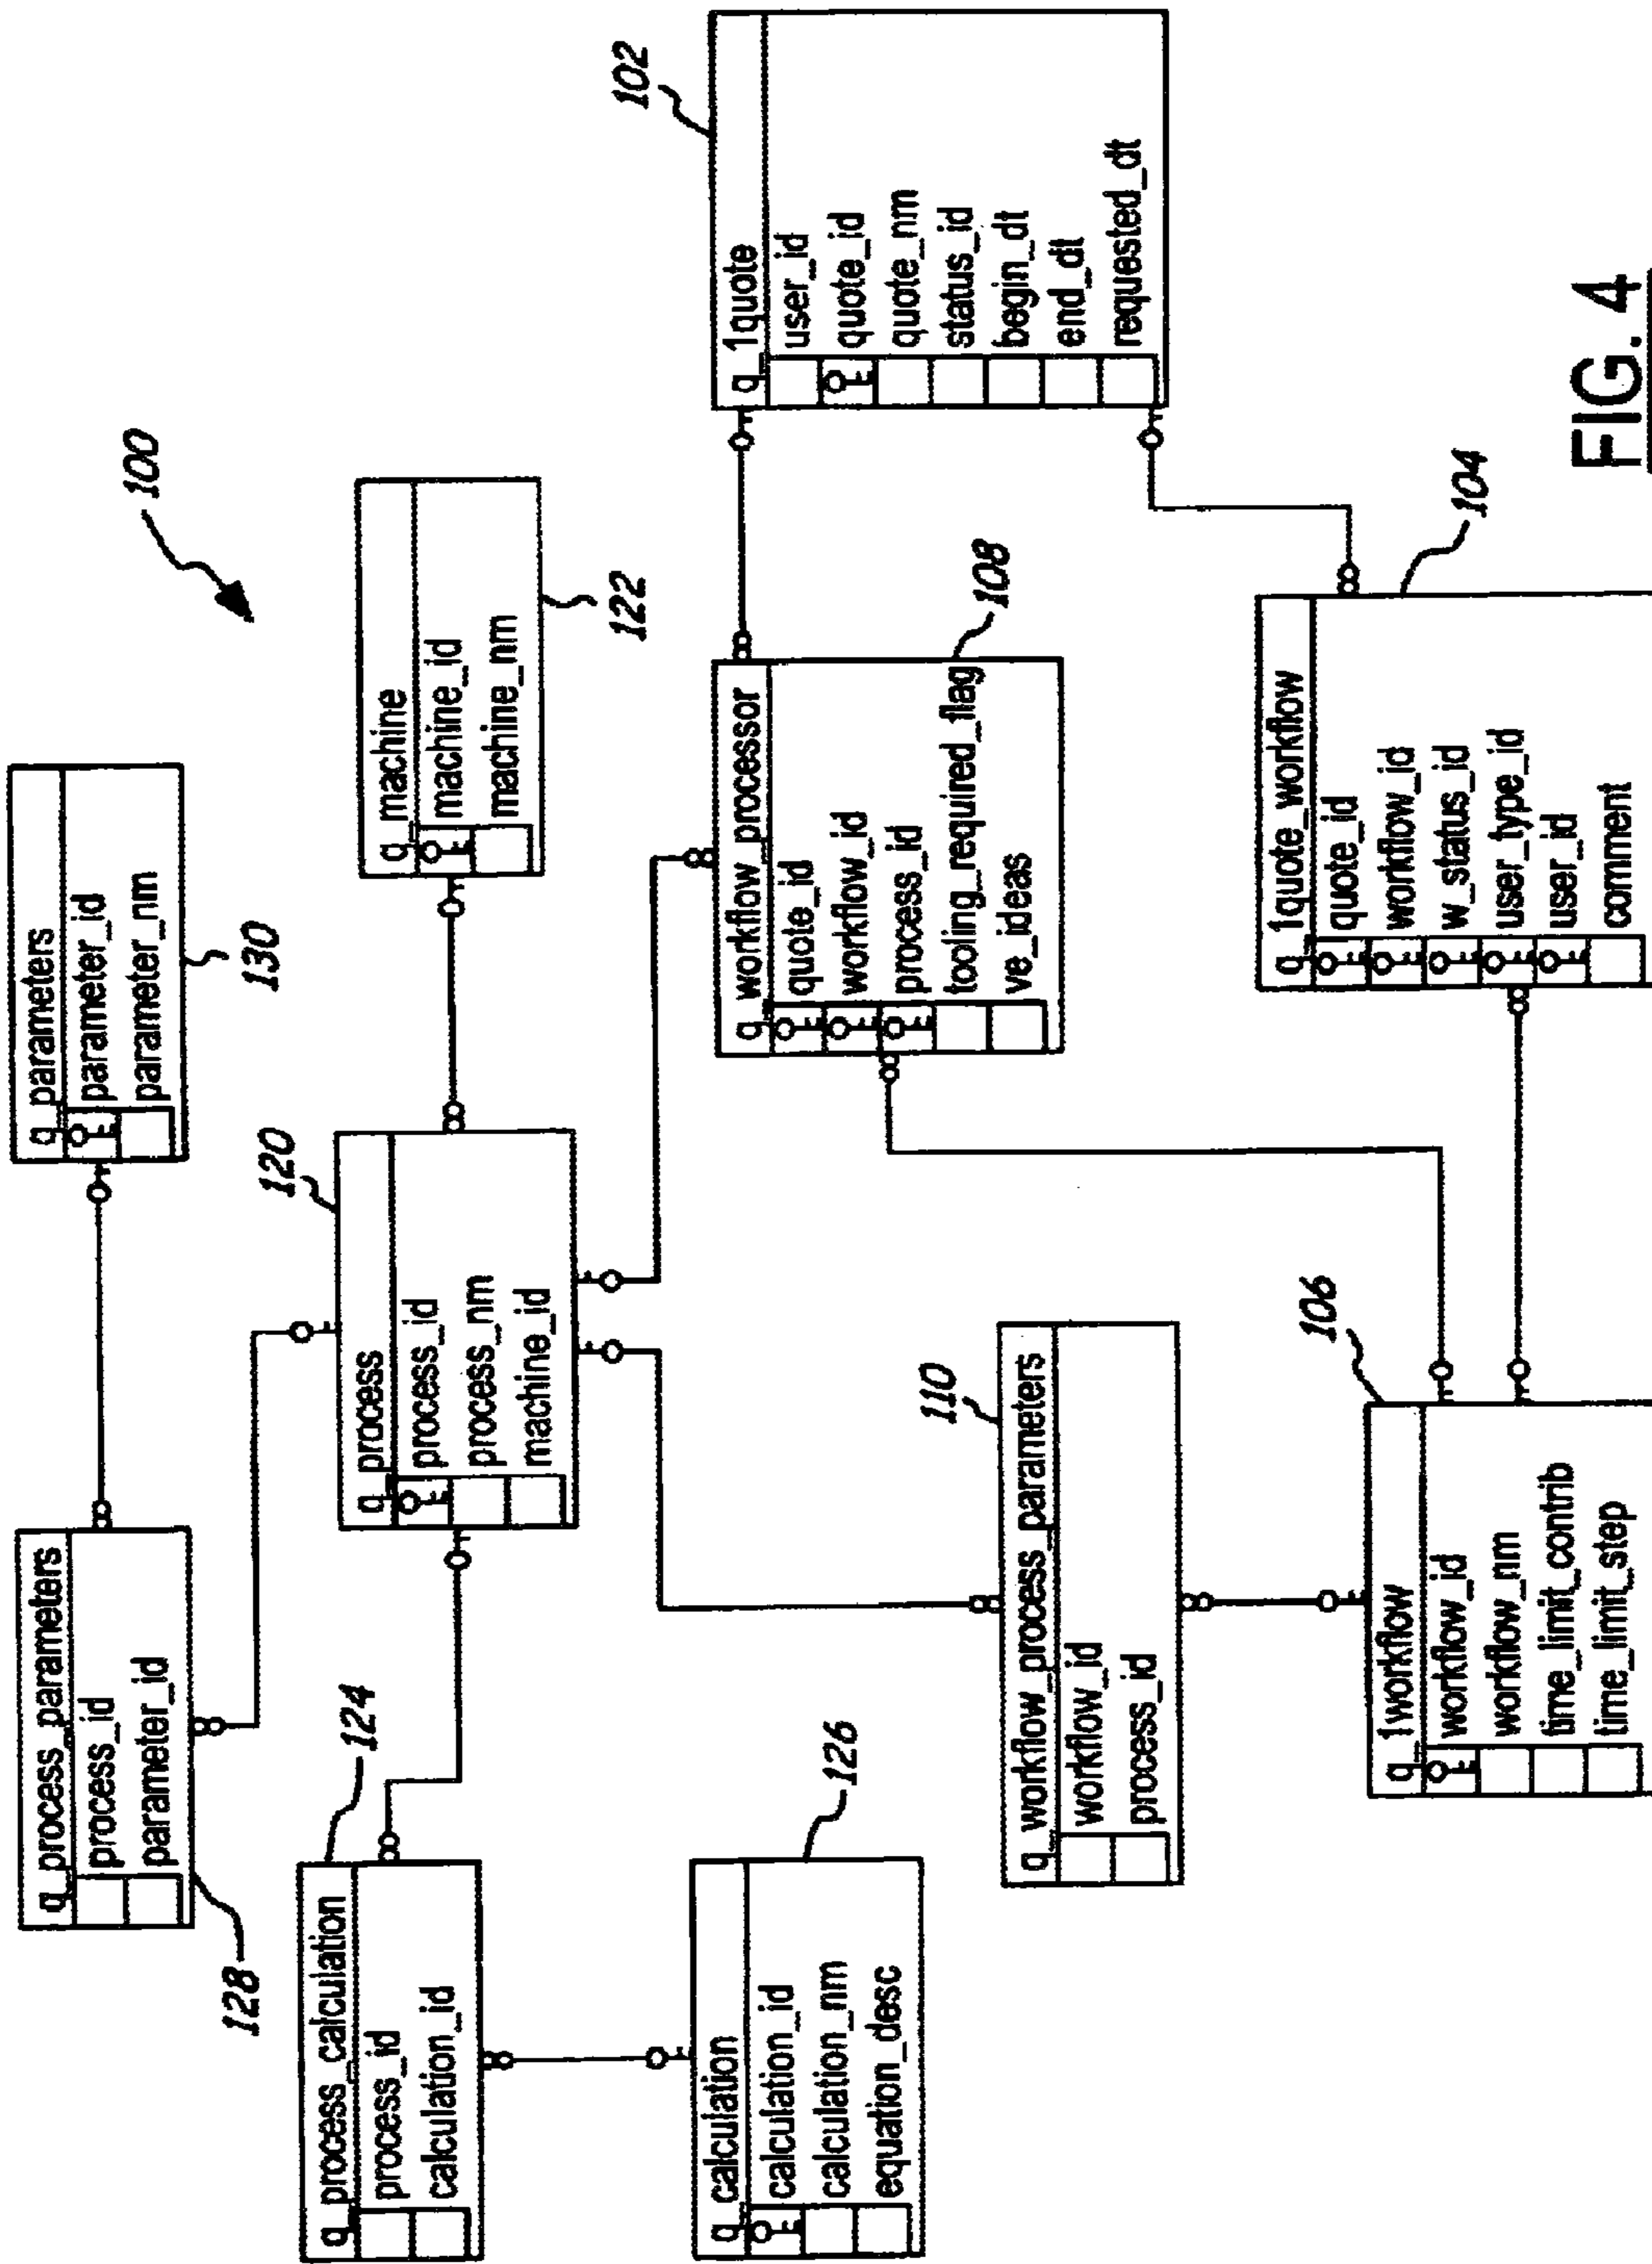 100
128
q_process_parameters
process_id
parameter_id
q_parameters
parameter_id
parameter_nm
130
124
q_process_calculation
process_id
calculation_id
120
q_process
process_id
process_nm
machine_id
q_machine
machine_id
machine_nm
122
126
q_calculation
calculation_id
calculation_nm
equation_desc
q_workflow_processor
quote_id
workflow_id
process_id
tooling_required_flag
ve_ideas
108
102
q_1quote
user_id
quote_id
quote_nm
status_id
begin_dt
end_dt
requested_dt
110
q_workflow_process_parameters
workflow_id
process_id
106
q_1workflow
workflow_id
workflow_nm
time_limit_contrib
time_limit_step
q_1quote_workflow
quote_id
workflow_id
w_status_id
user_type_id
user_id
comment
104
FIG. 4